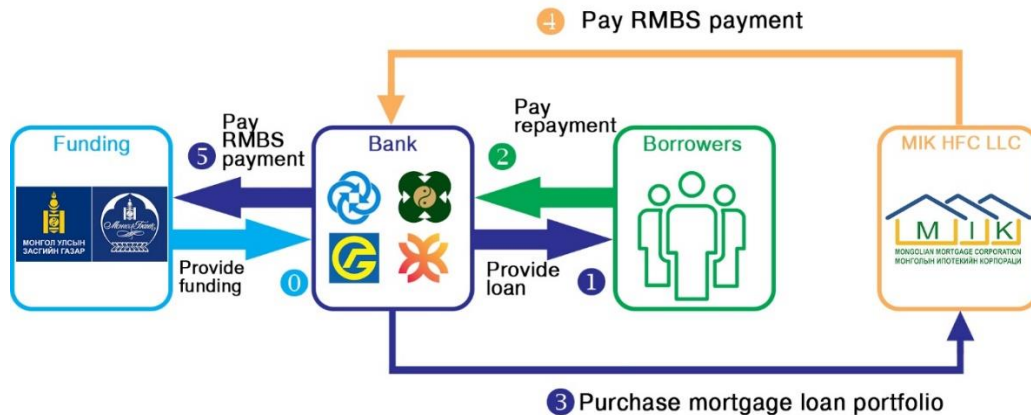 4 Pay RMBS payment
Funding
МОНГОЛ УЛСЫН
ЗАСГИЙН ГАЗАР
МонголБанк
5
Pay
RMBS
payment
Provide
funding
0
Bank
2
Pay
repayment
Provide
loan
1
Borrowers
MIK HFC LLC
M I K
MONGOLIAN MORTGAGE CORPORATION
МОНГОЛЫН ИПОТЕКИЙН КОРПОРАЦИ
3 Purchase mortgage loan portfolio